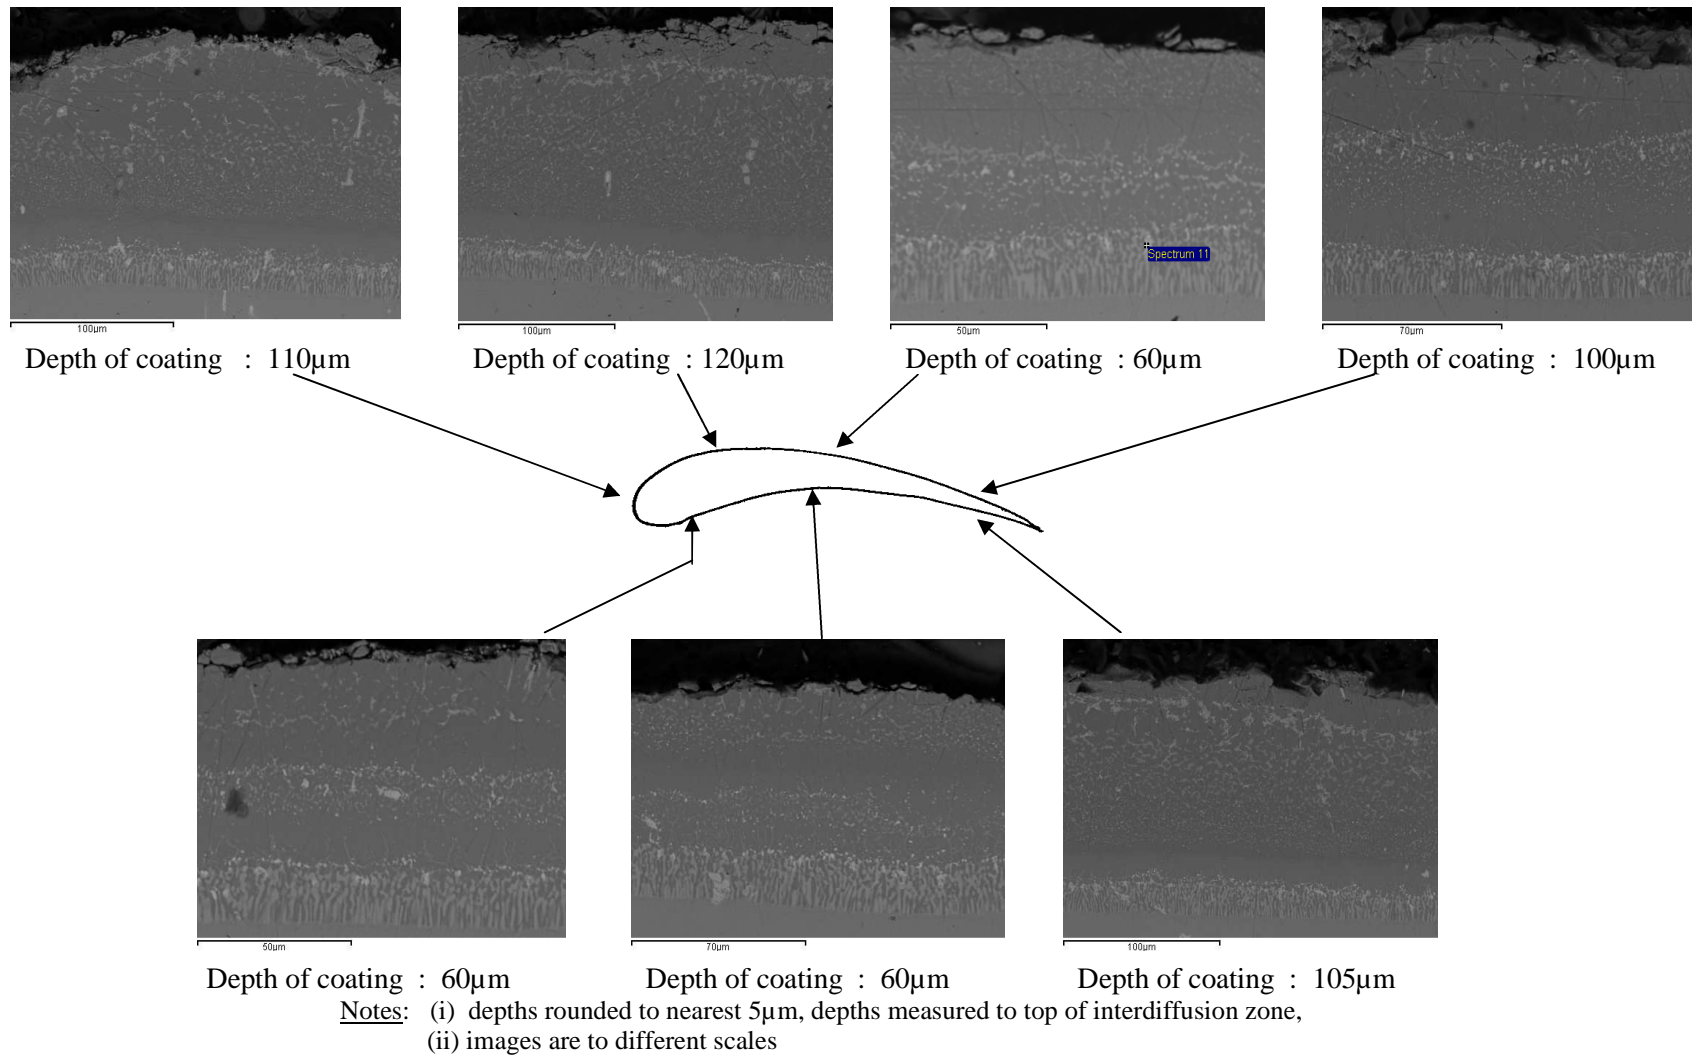 Spectrum 11
100µm
100µm
50µm
70µm
Depth of coating : 110µm
Depth of coating : 120µm
Depth of coating : 60µm
Depth of coating : 100µm
50µm
70µm
100µm
Depth of coating : 60µm
Depth of coating : 60µm
Depth of coating : 105µm
Notes: (i) depths rounded to nearest 5µm, depths measured to top of interdiffusion zone,
(ii) images are to different scales